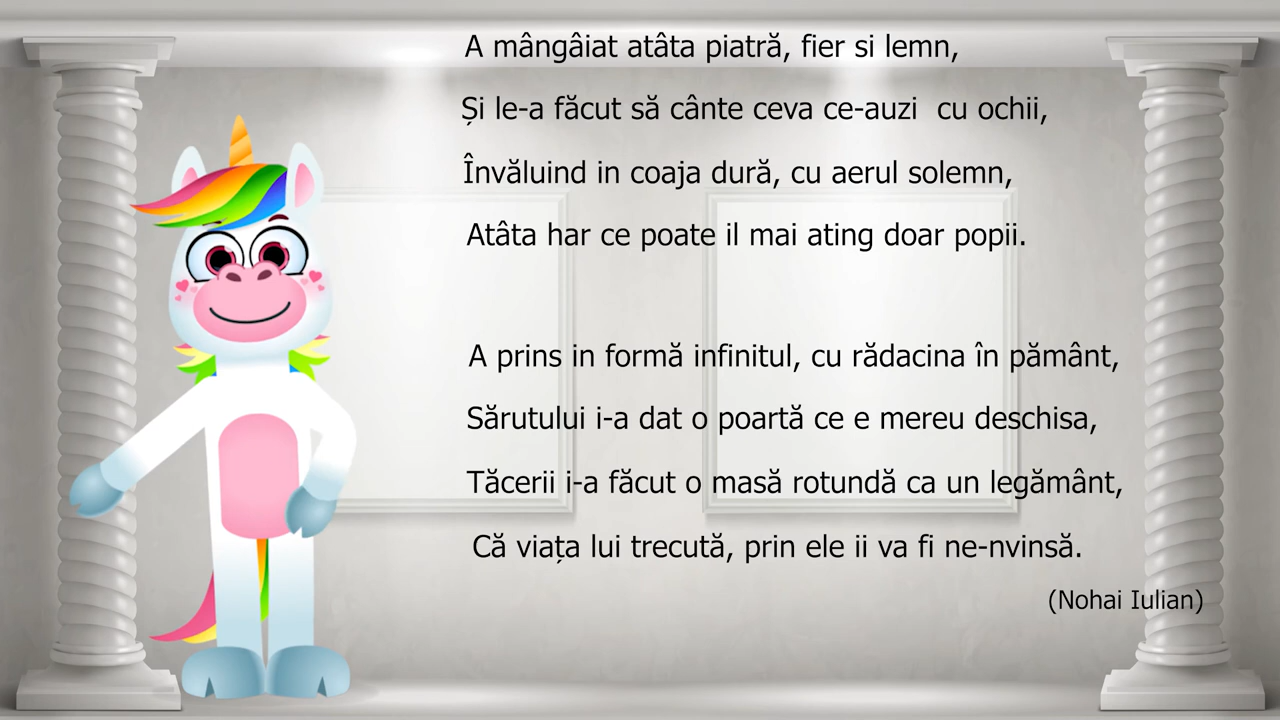 A mângâiat atâta piatră, fier si lemn,
Și le-a făcut să cânte ceva ce-auzi cu ochii,
Învăluind in coaja dură, cu aerul solemn,
Atâta har ce poate il mai ating doar popii.
A prins in formă infinitul, cu rădacina în pământ,
Sărutului i-a dat o poartă ce e mereu deschisa,
Tăcerii i-a făcut o masă rotundă ca un legământ,
Că viața lui trecută, prin ele ii va fi ne-nvinsă.
(Nohai Iulian)